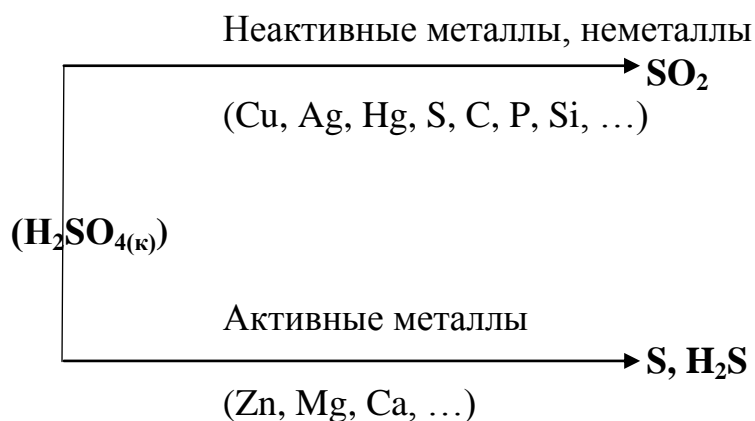 Неактивные металлы, неметаллы
SO₂
(Cu, Ag, Hg, S, C, P, Si, …)
(H₂SO₄₍к₎)
Активные металлы
S, H₂S
(Zn, Mg, Ca, …)